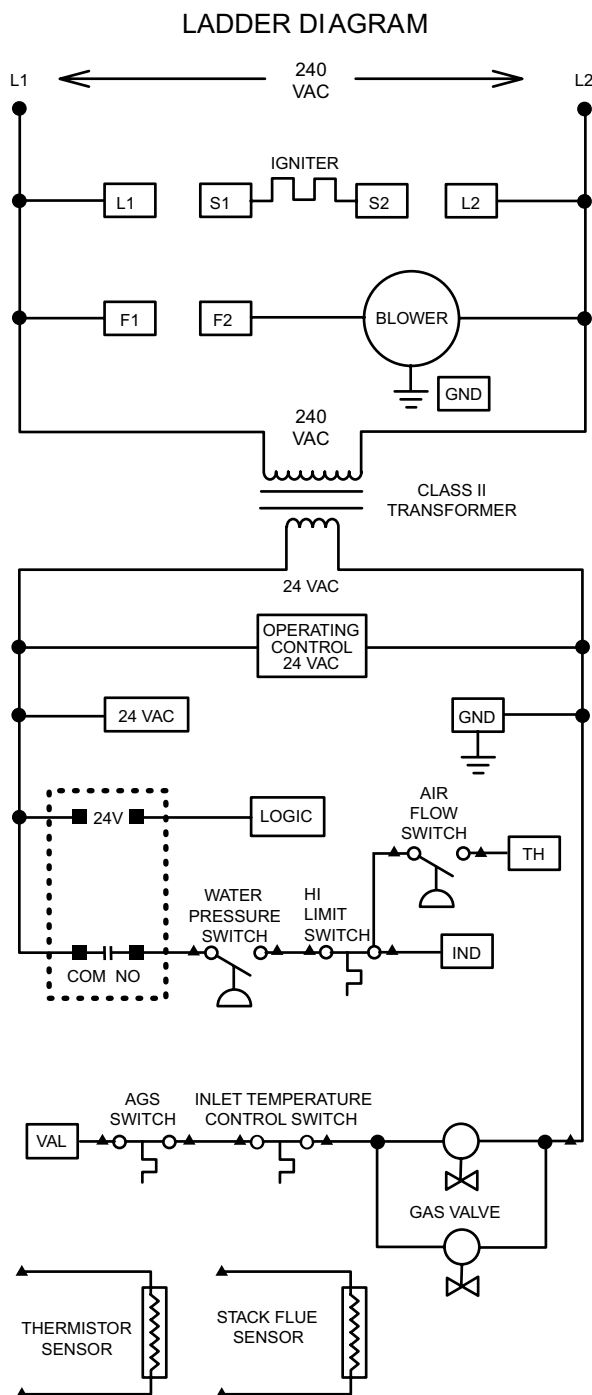 LADDER DIAGRAM
L1
240
VAC
L2
IGNITER
L1
S1
S2
L2
F1
F2
BLOWER
GND
240
VAC
CLASS II
TRANSFORMER
24 VAC
OPERATING
CONTROL
24 VAC
24 VAC
GND
24V
LOGIC
AIR
FLOW
SWITCH
TH
WATER
PRESSURE
SWITCH
HI
LIMIT
SWITCH
COM NO
IND
AGS
SWITCH
INLET TEMPERATURE
CONTROL SWITCH
VAL
GAS VALVE
THERMISTOR
SENSOR
STACK FLUE
SENSOR